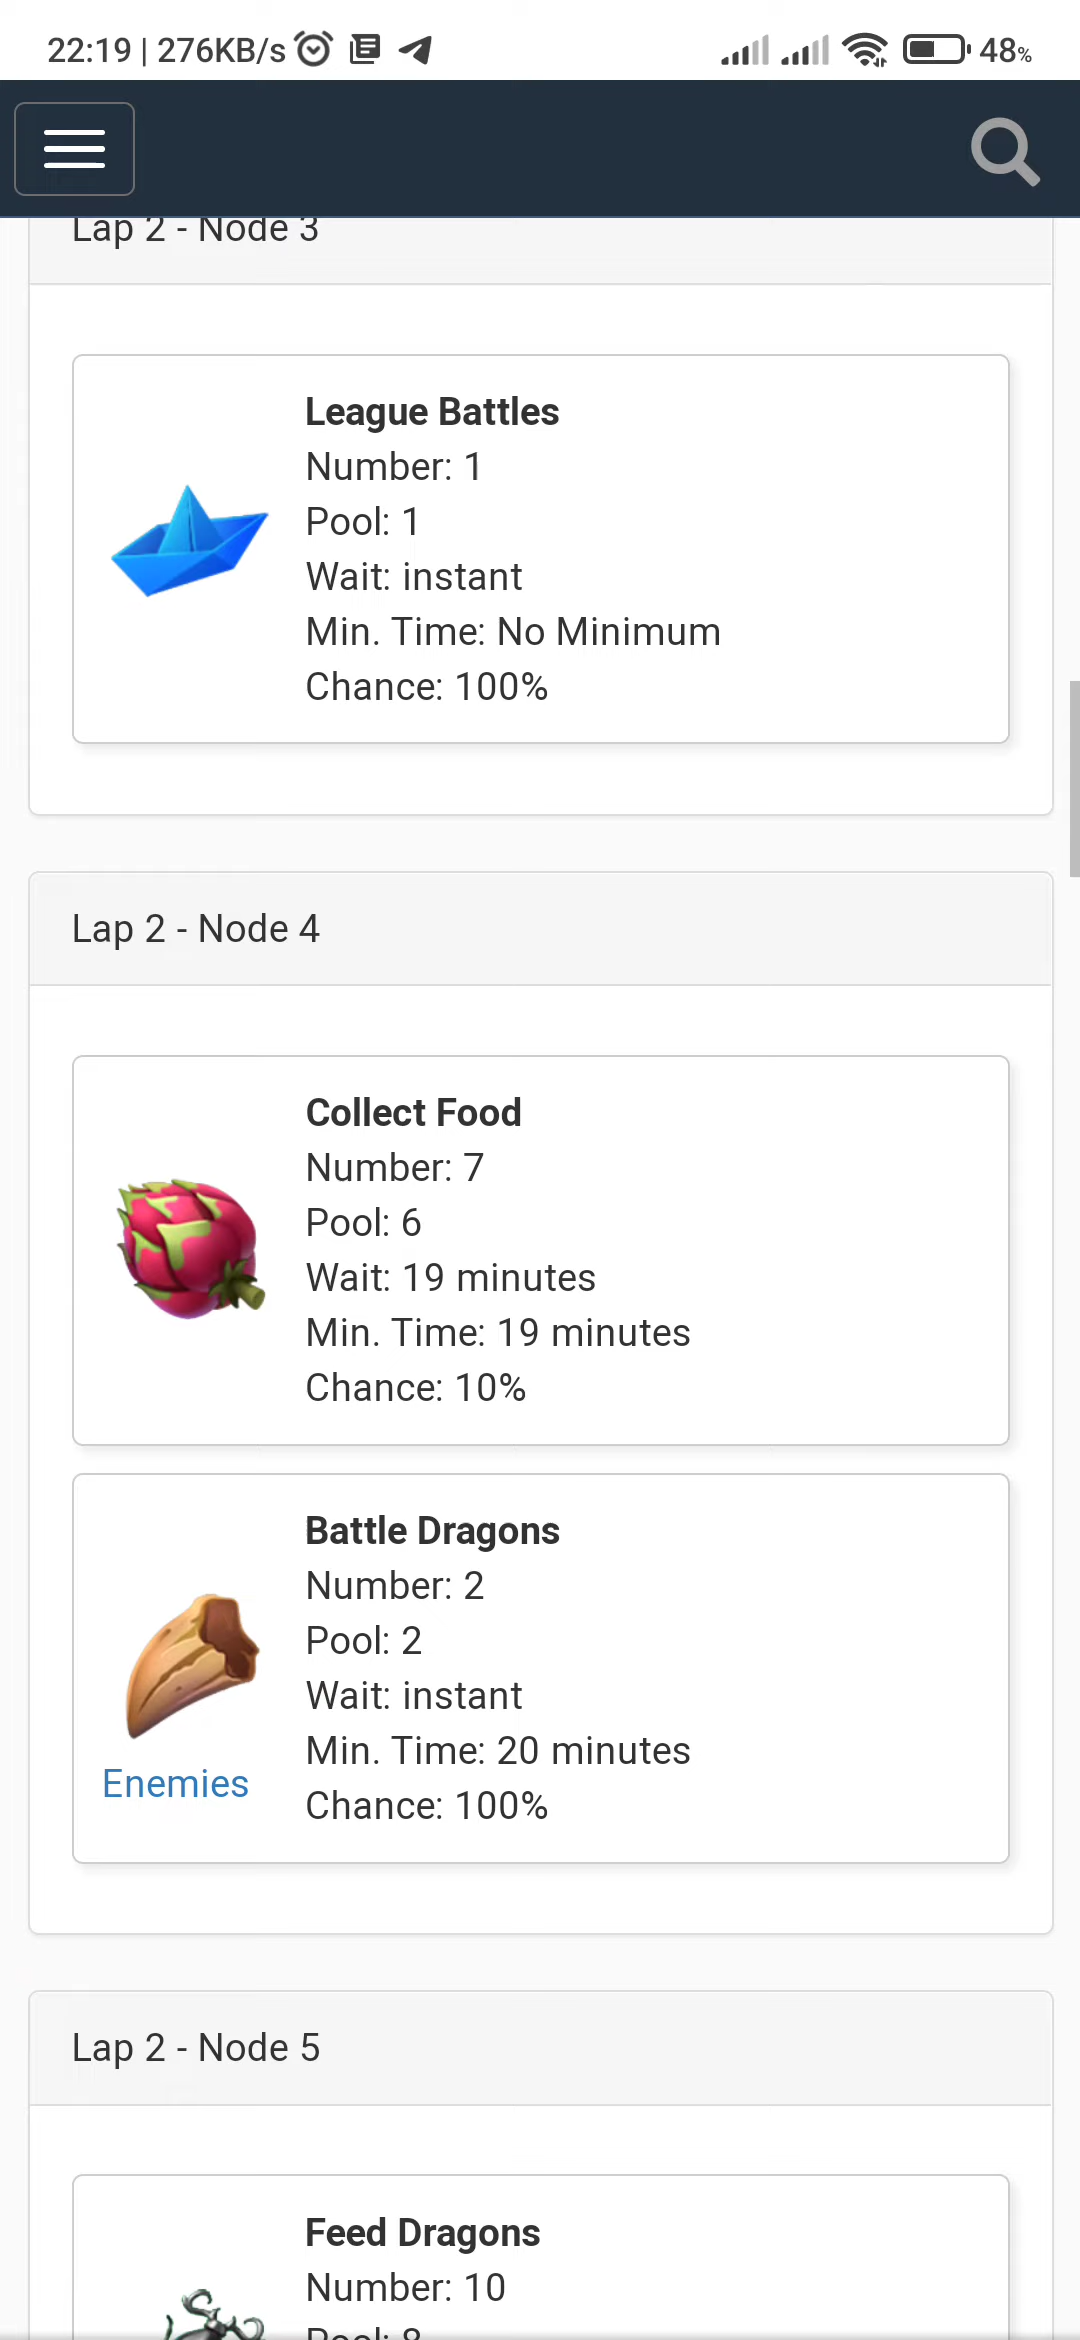 22:19 | 276KB/s
48%
Lap 2 - Node 3
League Battles
Number: 1
Pool: 1
Wait: instant
Min. Time: No Minimum
Chance: 100%
Lap 2 - Node 4
Collect Food
Number: 7
Pool: 6
Wait: 19 minutes
Min. Time: 19 minutes
Chance: 10%
Battle Dragons
Number: 2
Pool: 2
Wait: instant
Min. Time: 20 minutes
Chance: 100%
Enemies
Lap 2 - Node 5
Feed Dragons
Number: 10
Pool: 8